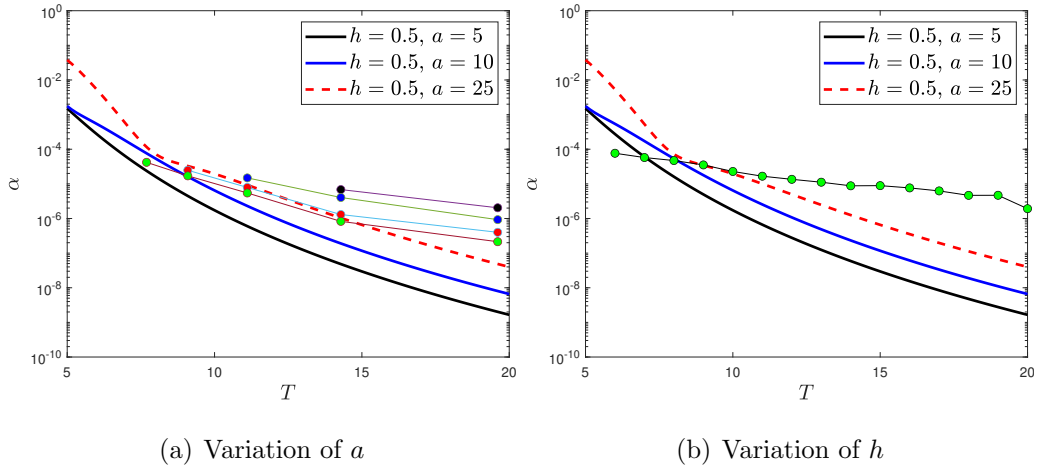 10^0
10^-2
10^-4
10^-6
10^-8
10^-10
α
5
10
15
20
T
h = 0.5, a = 5
h = 0.5, a = 10
h = 0.5, a = 25
(a) Variation of a
10^0
10^-2
10^-4
10^-6
10^-8
10^-10
α
5
10
15
20
T
h = 0.5, a = 5
h = 0.5, a = 10
h = 0.5, a = 25
(b) Variation of h